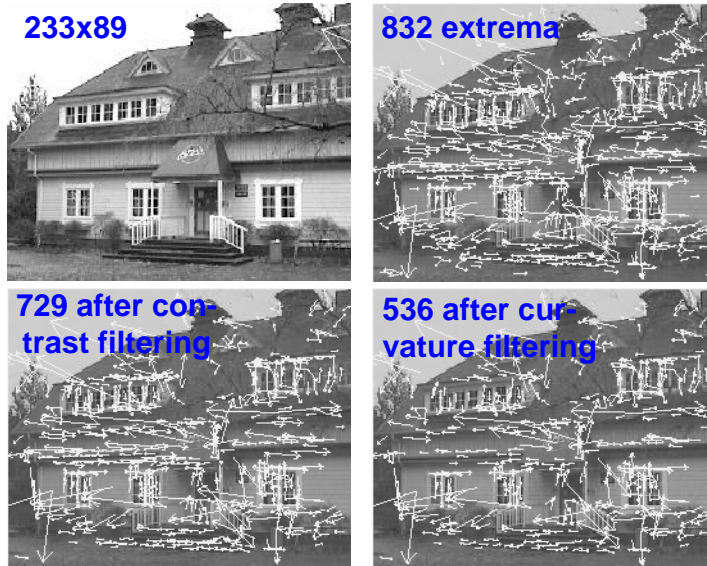 233x89
832 extrema
729 after con-
trast filtering
536 after cur-
vature filtering